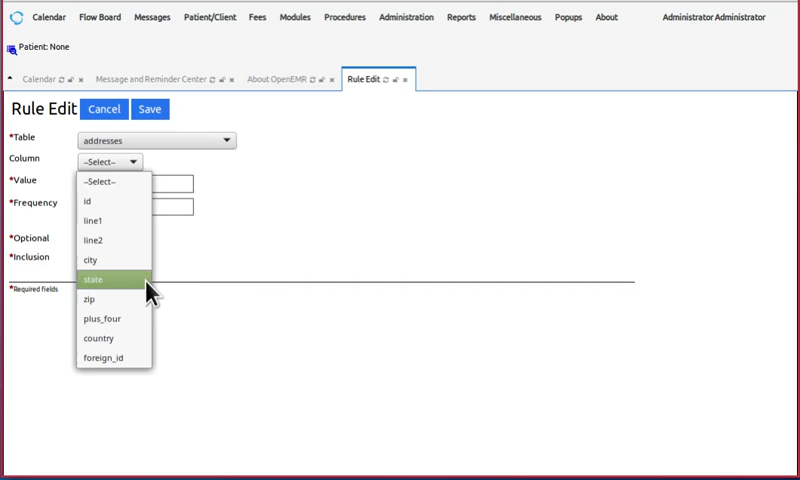 Calendar Flow Board Messages Patient/Client Fees Modules Procedures Administration Reports Miscellaneous Popups About Administrator Administrator
Patient: None
Calendar Message and Reminder Center About OpenEMR Rule Edit
Rule Edit Cancel Save
*Table addresses
Column --Select--
*Value --Select--
*Frequency id
line1
*Optional line2
*Inclusion city
state
*Required fields zip
plus_four
country
foreign_id